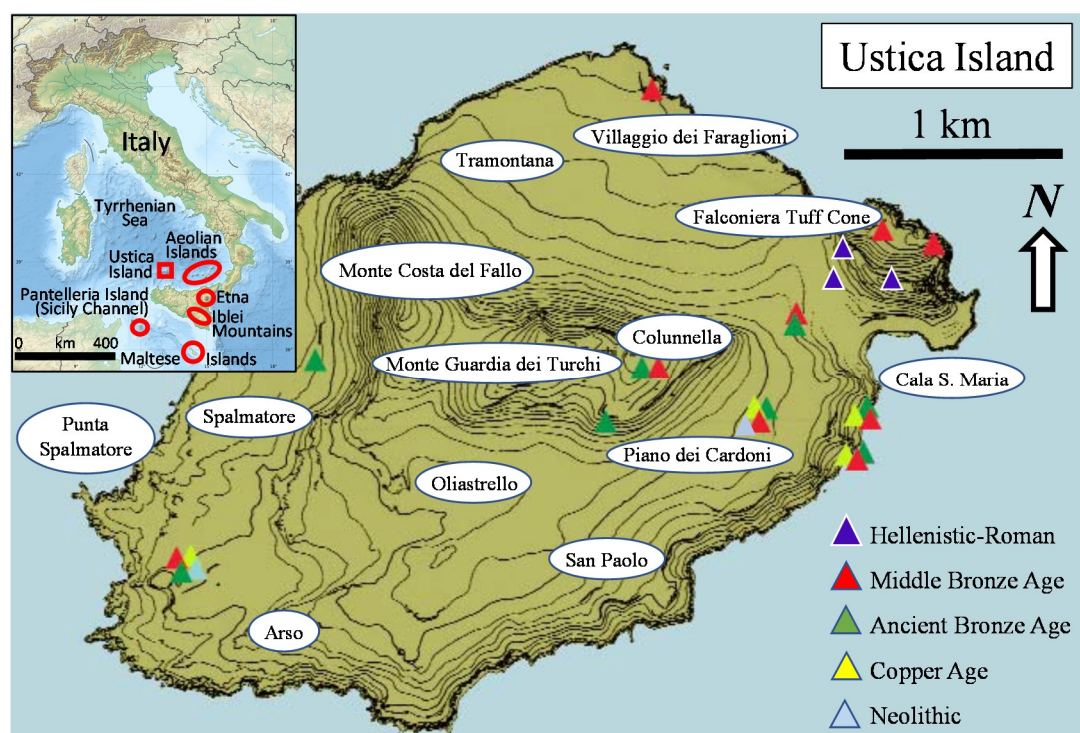 Ustica Island
1 km
N
Italy
Tyrrhenian
Sea
Aeolian
Islands
Ustica
Island
Pantelleria Island
(Sicily Channel)
Etna
Iblei
Mountains
0 km 400
Maltese Islands
Villaggio dei Faraglioni
Tramontana
Falconiera Tuff Cone
Monte Costa del Fallo
Colunnella
Monte Guardia dei Turchi
Cala S. Maria
Spalmatore
Punta
Spalmatore
Piano dei Cardoni
Oliastrello
San Paolo
Arso
Hellenistic-Roman
Middle Bronze Age
Ancient Bronze Age
Copper Age
Neolithic